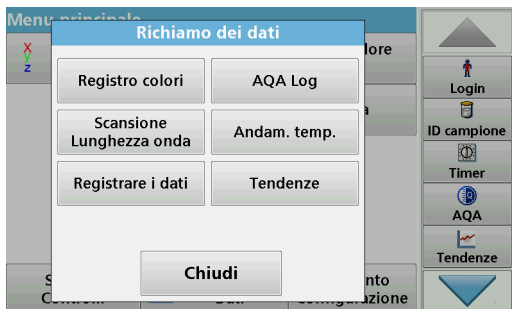 Menu principale
Richiamo dei dati
x
y
z
lore
Registro colori
AQA Log
Scansione
Lunghezza onda
Andam. temp.
Registrare i dati
Tendenze
Chiudi
Login
ID campione
Timer
AQA
Tendenze